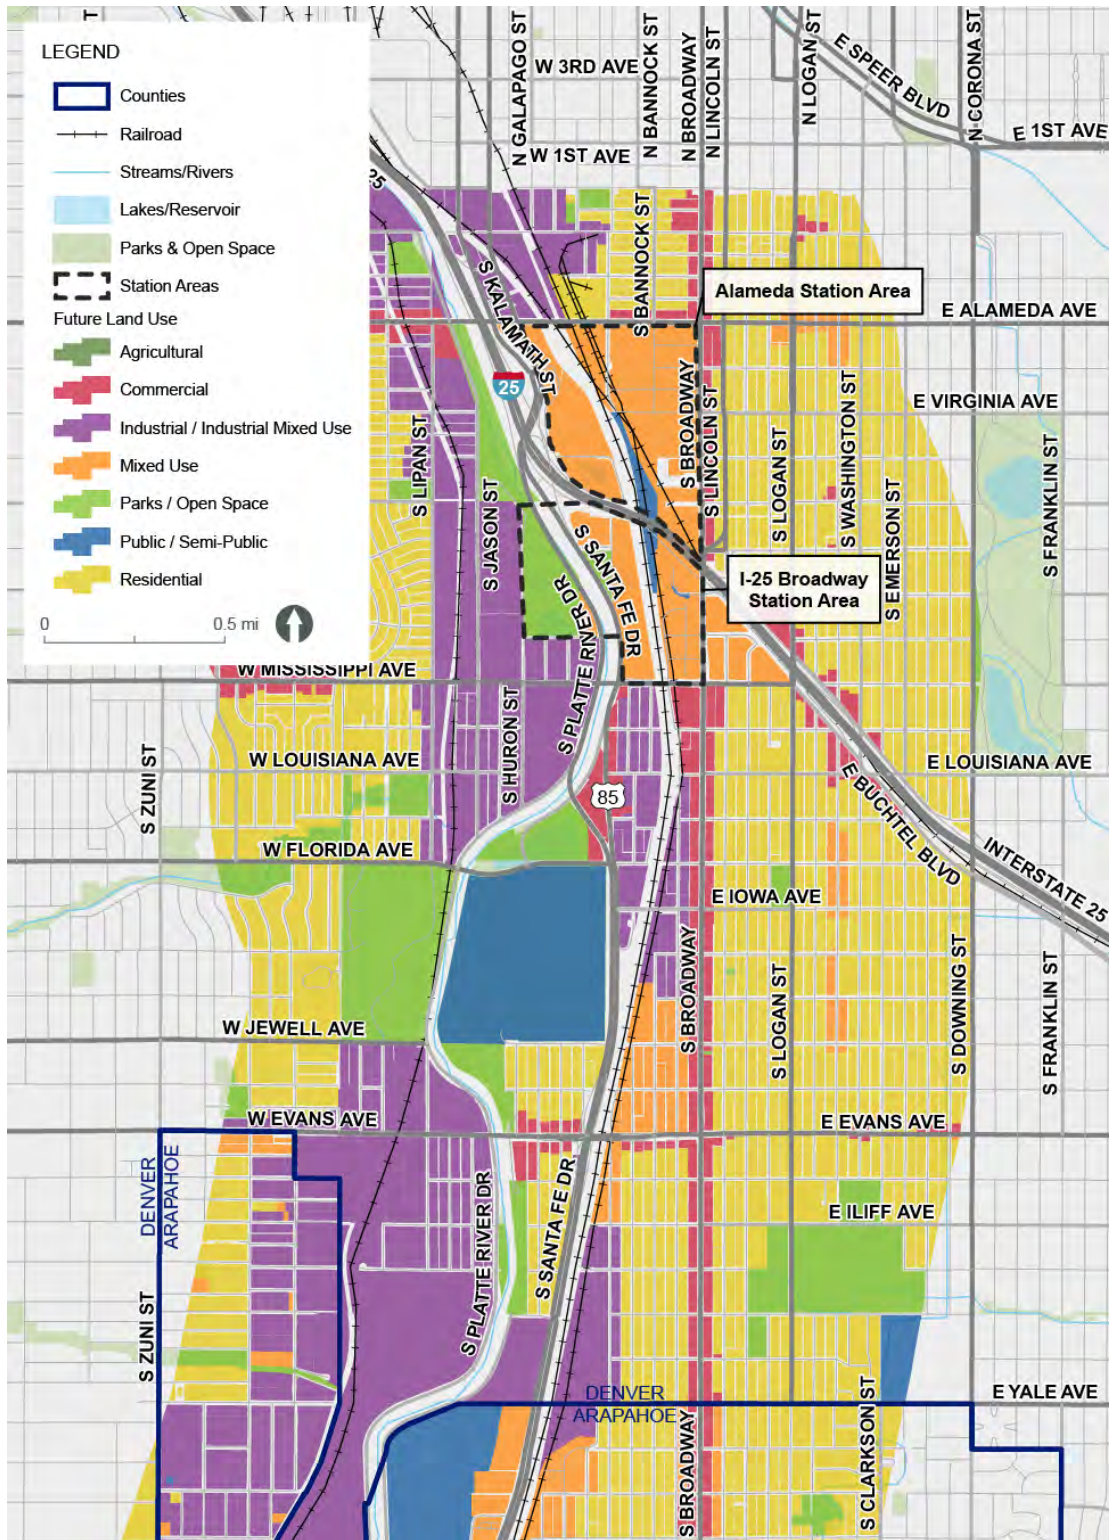 LEGEND
Counties
Railroad
Streams/Rivers
Lakes/Reservoir
Parks & Open Space
Station Areas
Future Land Use
Agricultural
Commercial
Industrial / Industrial Mixed Use
Mixed Use
Parks / Open Space
Public / Semi-Public
Residential
0 0.5 mi
N GALAPAGO ST
N BANNOCK ST
N BROADWAY
N LINCOLN ST
N LOGAN ST
E SPEER BLVD
N CORONA ST
W 3RD AVE
E 1ST AVE
W 1ST AVE
25
T
S BANNOCK ST
S KALAMATH ST
Alameda Station Area
E ALAMEDA AVE
25
S LIPAN ST
S BROADWAY
S LINCOLN ST
S LOGAN ST
S WASHINGTON ST
E VIRGINIA AVE
S EMERSON ST
S FRANKLIN ST
S JASON ST
S SANTA FE DR
S PLATTE RIVER DR
I-25 Broadway
Station Area
W MISSISSIPPI AVE
S HURON ST
S ZUNI ST
W LOUISIANA AVE
E LOUISIANA AVE
85
E BUCHTEL BLVD
INTERSTATE 25
W FLORIDA AVE
E IOWA AVE
S BROADWAY
S LOGAN ST
S DOWNING ST
S FRANKLIN ST
W JEWELL AVE
W EVANS AVE
E EVANS AVE
DENVER
ARAPAHOE
S PLATTE RIVER DR
S SANTA FE DR
E ILIFF AVE
S ZUNI ST
DENVER
ARAPAHOE
E YALE AVE
S BROADWAY
S CLARKSON ST